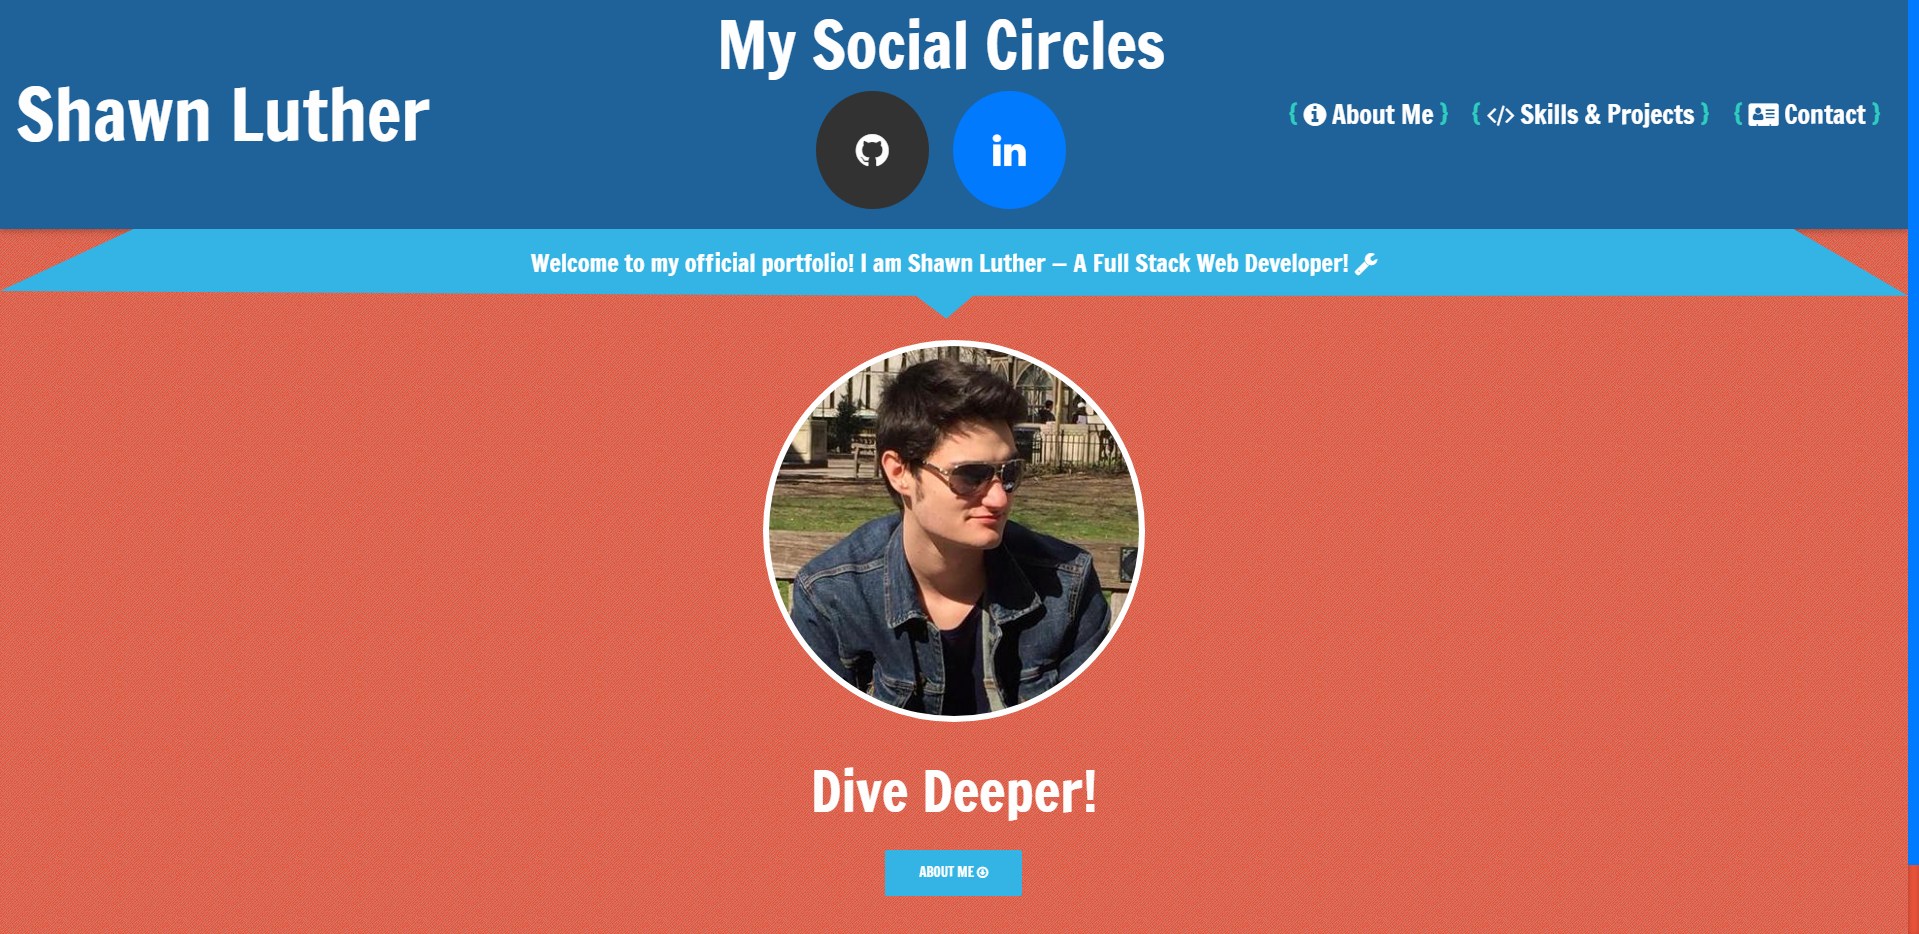 My Social Circles
Shawn Luther
in
{ About Me } { </> Skills & Projects } { Contact }
Welcome to my official portfolio! I am Shawn Luther – A Full Stack Web Developer!
Dive Deeper!
ABOUT ME